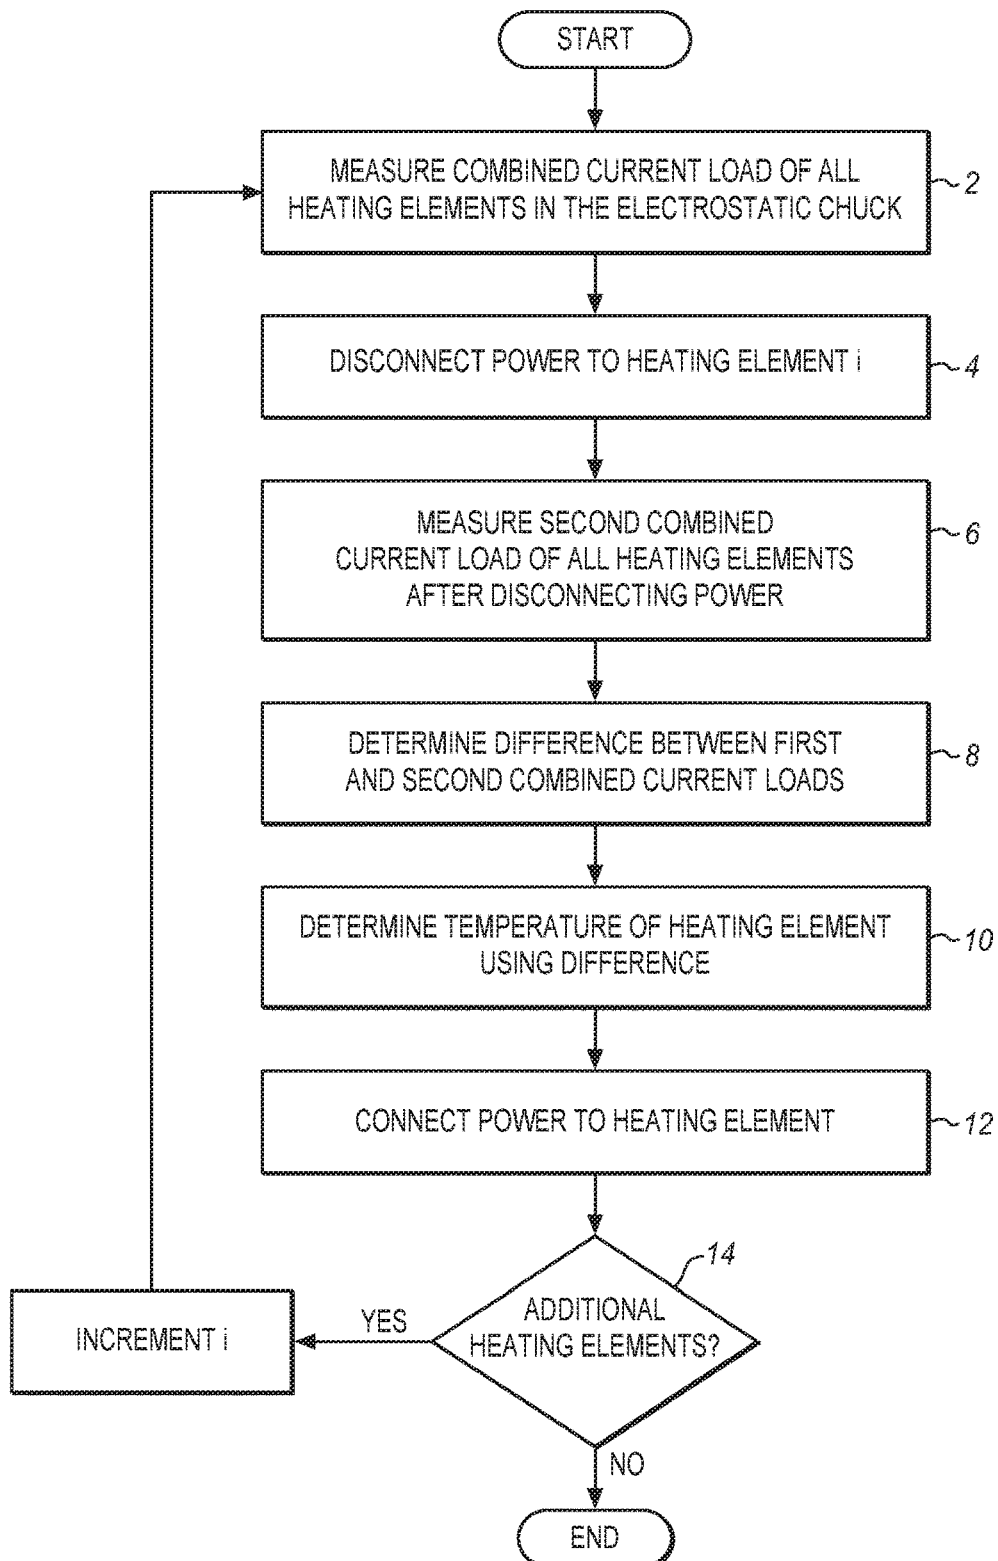 START
MEASURE COMBINED CURRENT LOAD OF ALL
HEATING ELEMENTS IN THE ELECTROSTATIC CHUCK
2
DISCONNECT POWER TO HEATING ELEMENT i
4
MEASURE SECOND COMBINED
CURRENT LOAD OF ALL HEATING ELEMENTS
AFTER DISCONNECTING POWER
6
DETERMINE DIFFERENCE BETWEEN FIRST
AND SECOND COMBINED CURRENT LOADS
8
DETERMINE TEMPERATURE OF HEATING ELEMENT
USING DIFFERENCE
10
CONNECT POWER TO HEATING ELEMENT
12
14
ADDITIONAL
HEATING ELEMENTS?
YES
INCREMENT i
NO
END